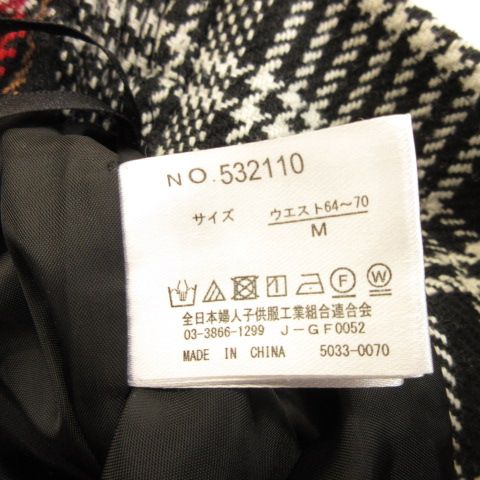 NO.532110
サイズ ウエスト64～70
M
全日本婦人子供服工業組合連合会
03-3866-1299 J-GF0052
MADE IN CHINA 5033-0070